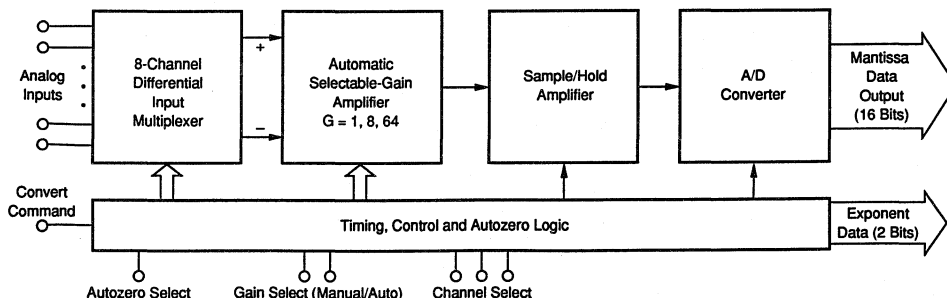 Analog
Inputs
8-Channel
Differential
Input
Multiplexer
+
−
Automatic
Selectable-Gain
Amplifier
G = 1, 8, 64
Sample/Hold
Amplifier
A/D
Converter
Mantissa
Data
Output
(16 Bits)
Convert
Command
Timing, Control and Autozero Logic
Exponent
Data (2 Bits)
Autozero Select
Gain Select (Manual/Auto)
Channel Select